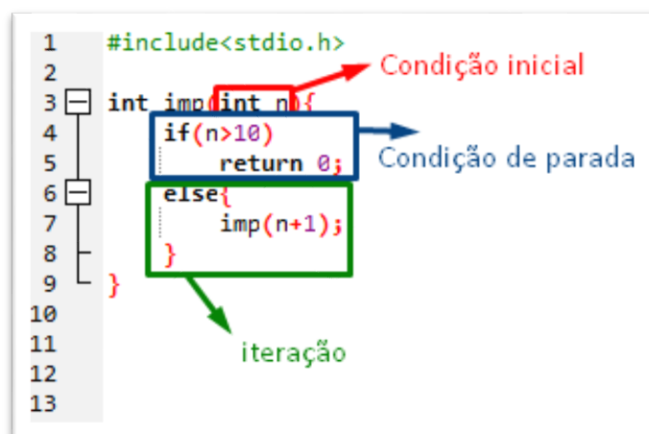 1 #include<stdio.h>
Condição inicial
2
3 int imp(int n){
4 if(n>10)
Condição de parada
5 return 0;
6 else{
7 imp(n+1);
8 }
9 }
10
11
iteração
12
13